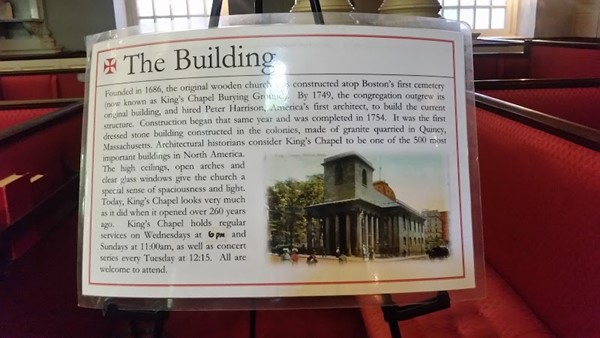 The Building
Founded in 1686, the original wooden church was constructed atop Boston's first cemetery
(now known as King's Chapel Burying Ground). By 1749, the congregation outgrew its
original building, and hired Peter Harrison, America's first architect, to build the current
structure. Construction began that same year and was completed in 1754. It was the first
dressed stone building constructed in the colonies, made of granite quarried in Quincy,
Massachusetts. Architectural historians consider King's Chapel to be one of the 500 most
important buildings in North America.
The high ceilings, open arches and
clear glass windows give the church a
special sense of spaciousness and light.
Today, King's Chapel looks very much
as it did when it opened over 260 years
ago. King's Chapel holds regular
services on Wednesdays at 6PM and
Sundays at 11:00am, as well as concert
series every Tuesday at 12:15. All are
welcome to attend.